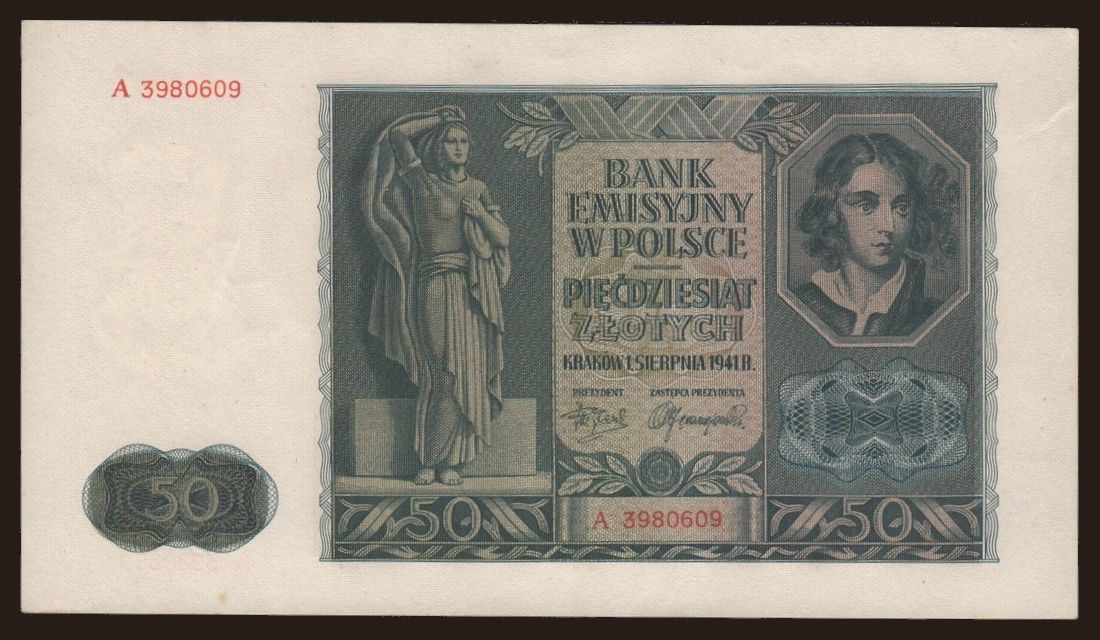 A 3980609
BANK
EMISYJNY
W POLSCE
PIĘĆDZIESIĄT
ZŁOTYCH
KRAKÓW 1. SIERPNIA 1941 R.
PREZYDENT ZASTĘPCA PREZYDENTA
50
50
A 3980609
50